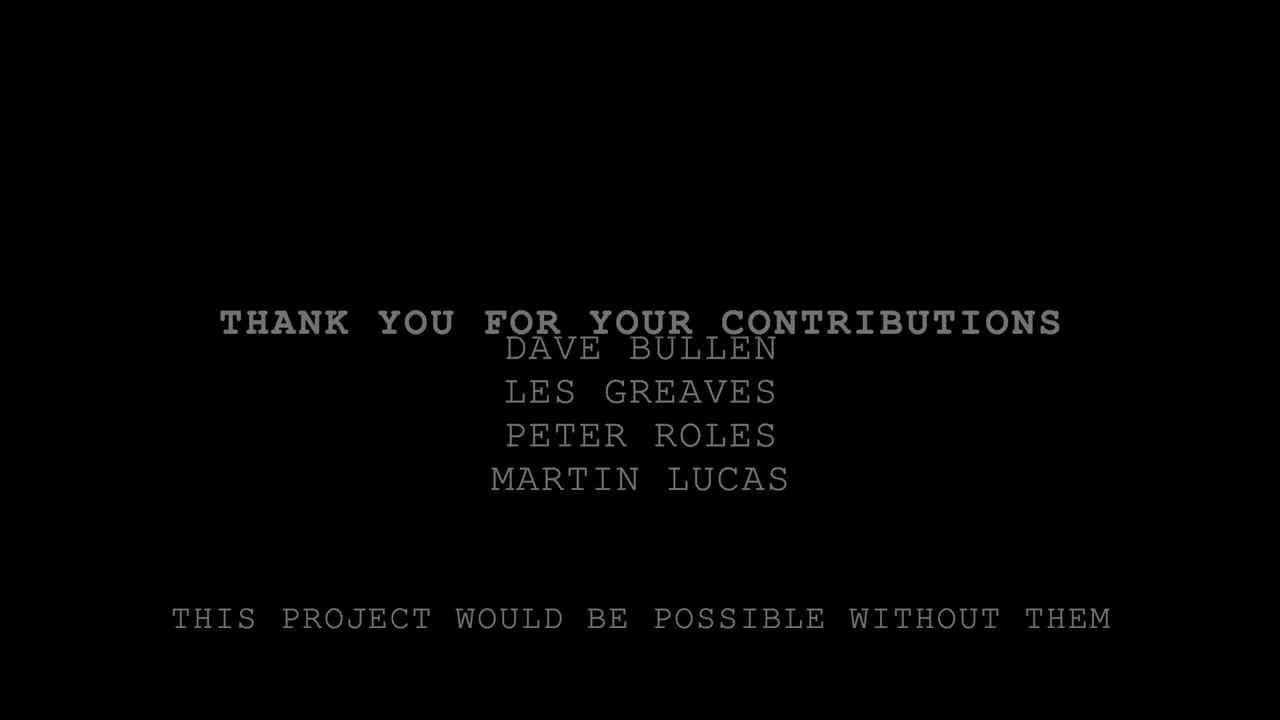 THANK YOU FOR YOUR CONTRIBUTIONS
DAVE BULLEN
LES GREAVES
PETER ROLES
MARTIN LUCAS
THIS PROJECT WOULD BE POSSIBLE WITHOUT THEM